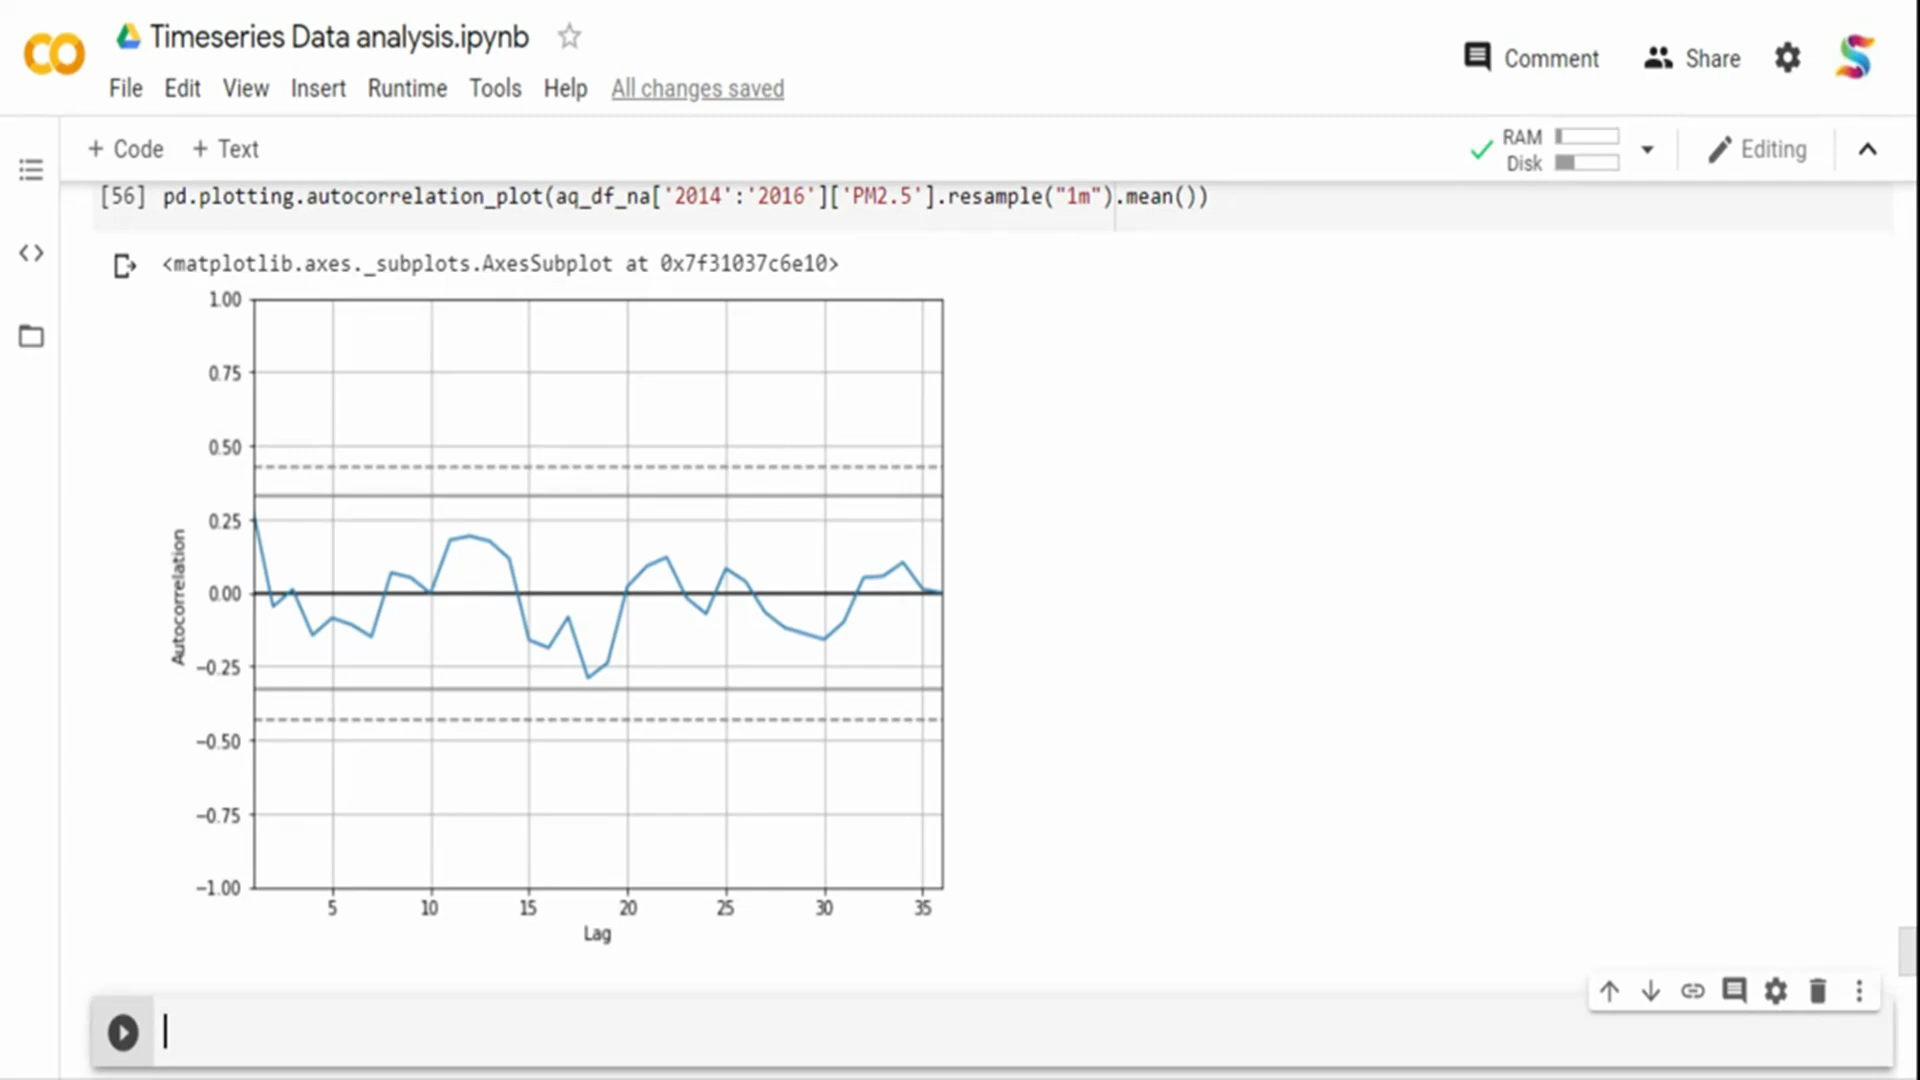 Timeseries Data analysis.ipynb
Comment
Share
File Edit View Insert Runtime Tools Help All changes saved
+ Code + Text
RAM
Disk
Editing
[56] pd.plotting.autocorrelation_plot(aq_df_na['2014':'2016']['PM2.5'].resample("1m").mean())
<matplotlib.axes._subplots.AxesSubplot at 0x7f31037c6e10>
1.00
0.75
0.50
0.25
0.00
−0.25
−0.50
−0.75
−1.00
Autocorrelation
5 10 15 20 25 30 35
Lag